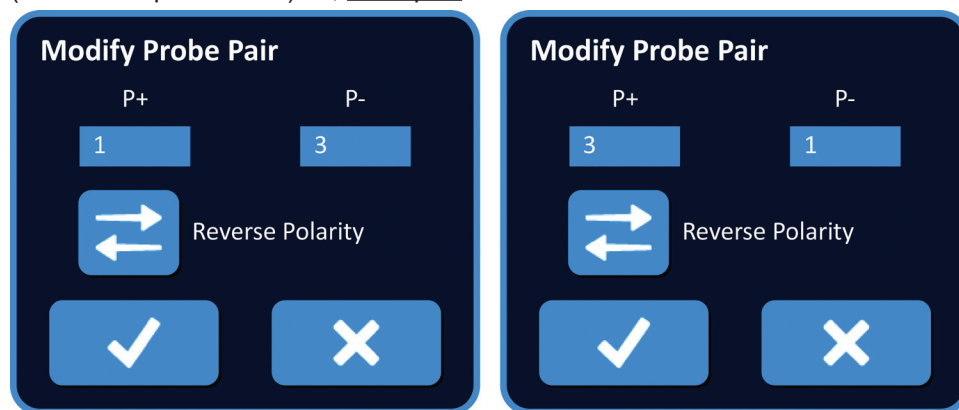 Modify Probe Pair
P+ P-
1 3
Reverse Polarity
Modify Probe Pair
P+ P-
3 1
Reverse Polarity